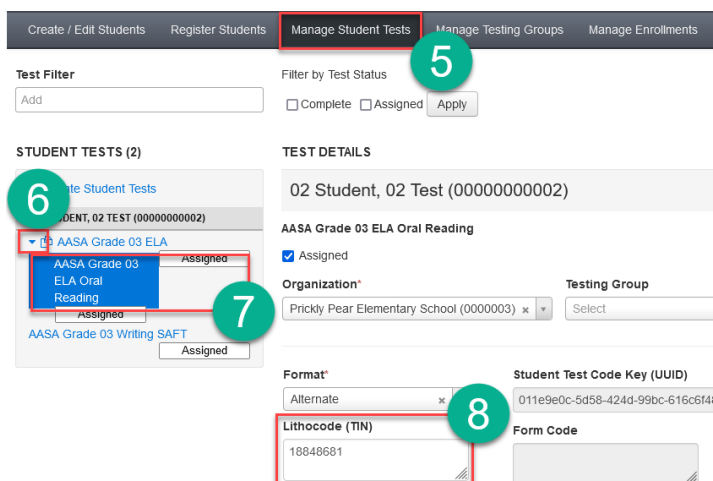 Create / Edit Students Register Students Manage Student Tests Manage Testing Groups Manage Enrollments
5
Test Filter
Add
Filter by Test Status
Complete Assigned Apply
STUDENT TESTS (2)
TEST DETAILS
6
Student Tests
02 Student, 02 Test (00000000002)
02 TEST (00000000002)
AASA Grade 03 ELA
Assigned
AASA Grade 03
ELA Oral
Reading
Assigned
7
AASA Grade 03 Writing SAFT
Assigned
AASA Grade 03 ELA Oral Reading
Assigned
Organization*
Prickly Pear Elementary School (0000003)
Testing Group
Select
Format*
Alternate
Student Test Code Key (UUID)
011e9e0c-5d58-424d-99bc-616c6f48
8
Lithocode (TIN)
18848681
Form Code